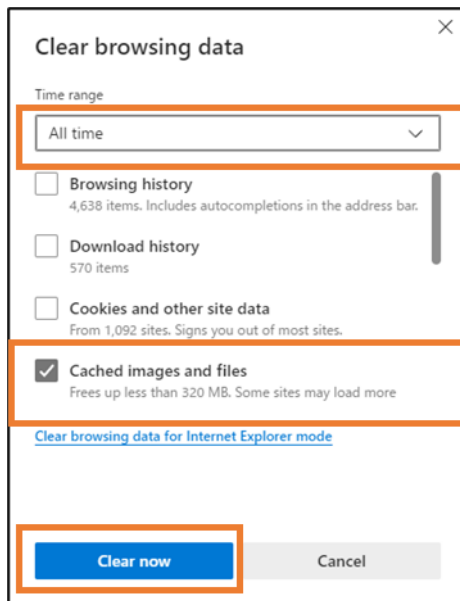 Clear browsing data
Time range
All time
Browsing history
4,638 items. Includes autocompletions in the address bar.
Download history
570 items
Cookies and other site data
From 1,092 sites. Signs you out of most sites.
Cached images and files
Frees up less than 320 MB. Some sites may load more
Clear browsing data for Internet Explorer mode
Clear now
Cancel